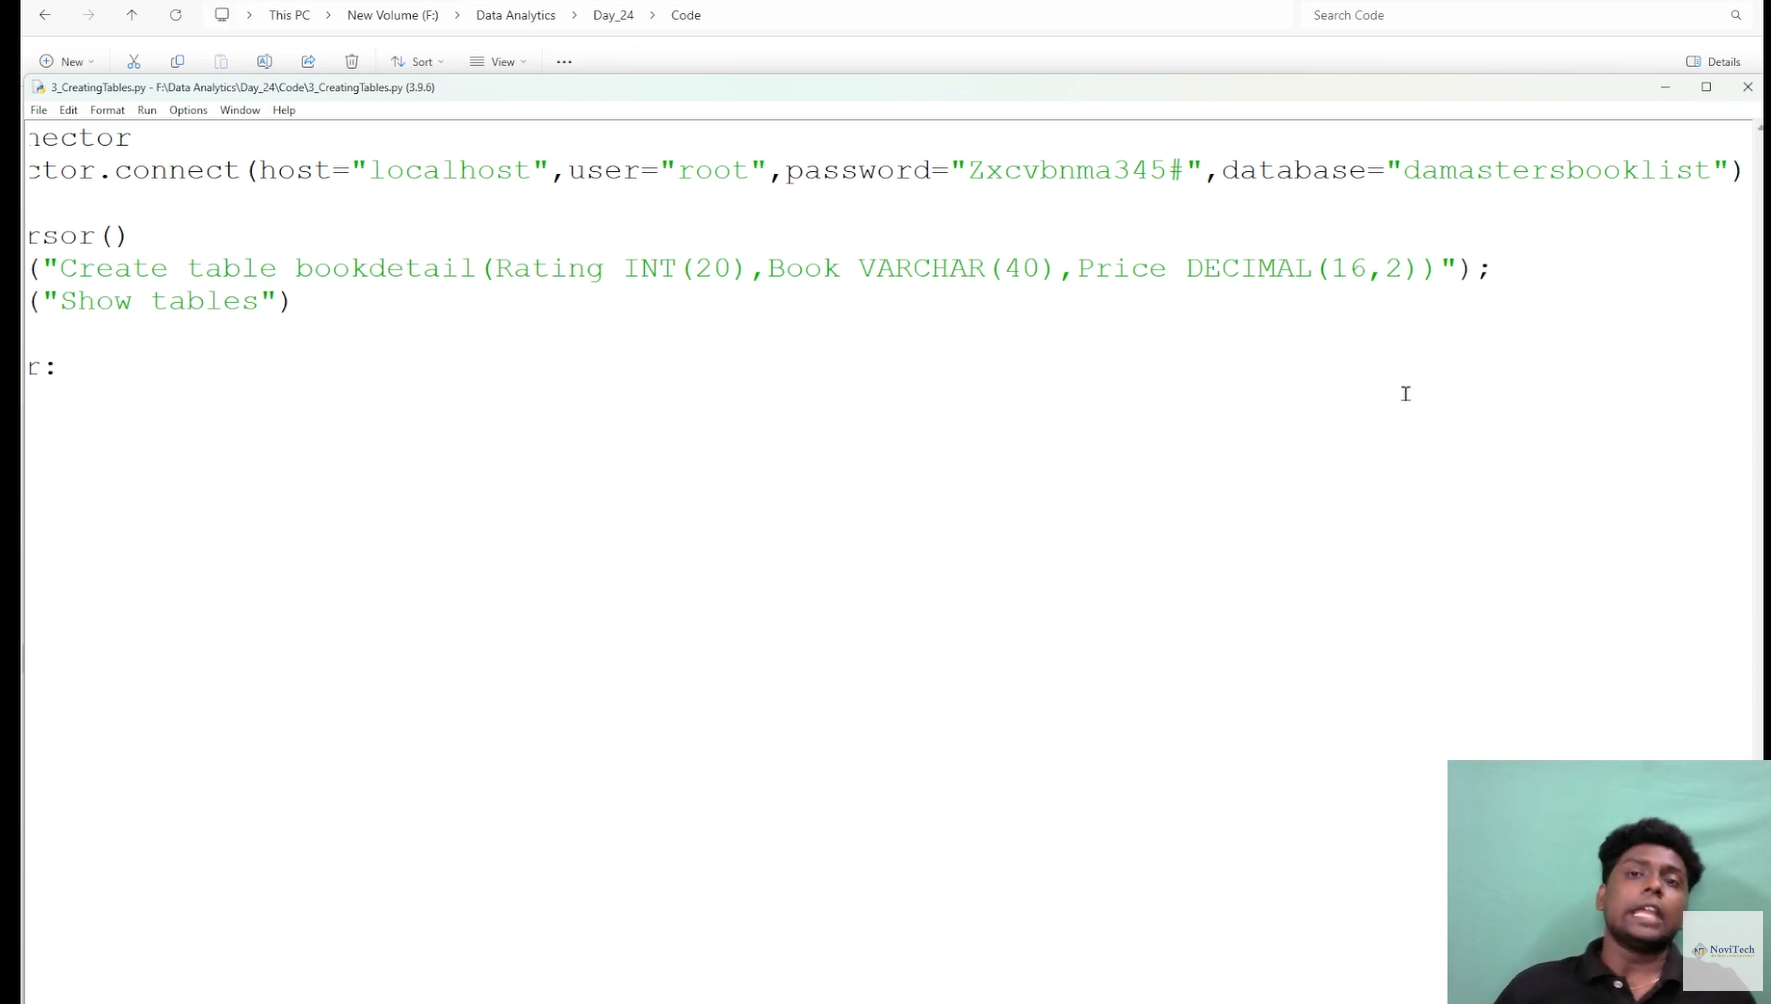 This PC > New Volume (F:) > Data Analytics > Day_24 > Code
Search Code
New
Sort
View
Details
3_CreatingTables.py - F:\Data Analytics\Day_24\Code\3_CreatingTables.py (3.9.6)
File Edit Format Run Options Window Help
nector
ctor.connect(host="localhost",user="root",password="Zxcvbnma345#",database="damastersbooklist")
rsor()
("Create table bookdetail(Rating INT(20),Book VARCHAR(40),Price DECIMAL(16,2))");
("Show tables")
r:
NoviTech